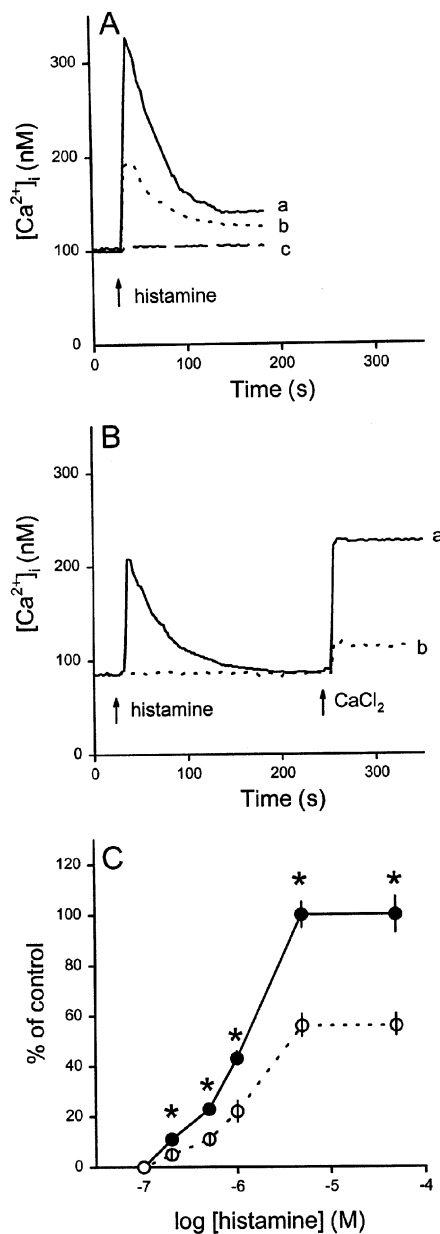 A
300
200
100
0
[Ca²⁺]ᵢ (nM)
a
b
c
histamine
0 100 200 300
Time (s)
B
300
200
100
0
[Ca²⁺]ᵢ (nM)
a
b
histamine
CaCl₂
0 100 200 300
Time (s)
C
120
100
80
60
40
20
0
% of control
* * * * *
-7 -6 -5 -4
log [histamine] (M)